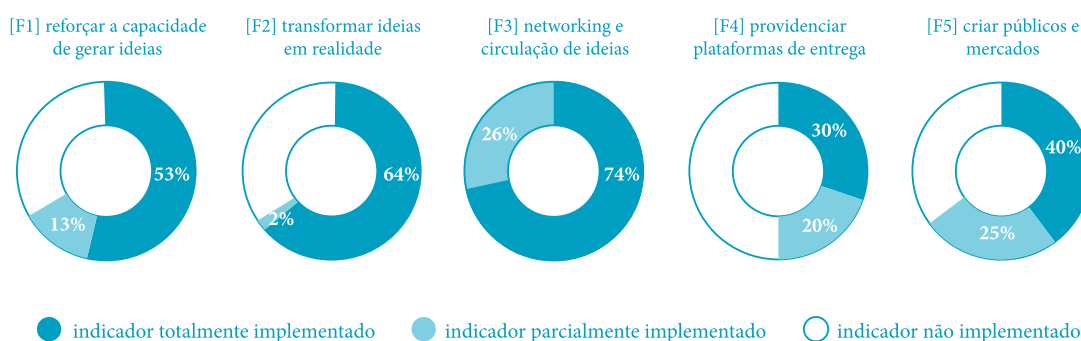 [F1] reforçar a capacidade
de gerar ideias
[F2] transformar ideias
em realidade
[F3] networking e
circulação de ideias
[F4] providenciar
plataformas de entrega
[F5] criar públicos e
mercados
53%
13%
64%
2%
74%
26%
30%
20%
40%
25%
indicador totalmente implementado
indicador parcialmente implementado
indicador não implementado